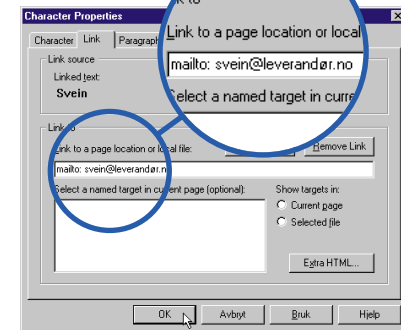 nk to
Character Properties
Link to a page location or local
Character Link Paragraph
Link source
mailto: svein@leverandør.no
Linked text:
Svein
Select a named target in curre
Link to
Link to a page location or local file:
Remove Link
mailto: svein@leverandør.n
Select a named target in current page (optional):
Show targets in:
Current page
Selected file
Extra HTML...
OK Avbryt Bruk Hjelp